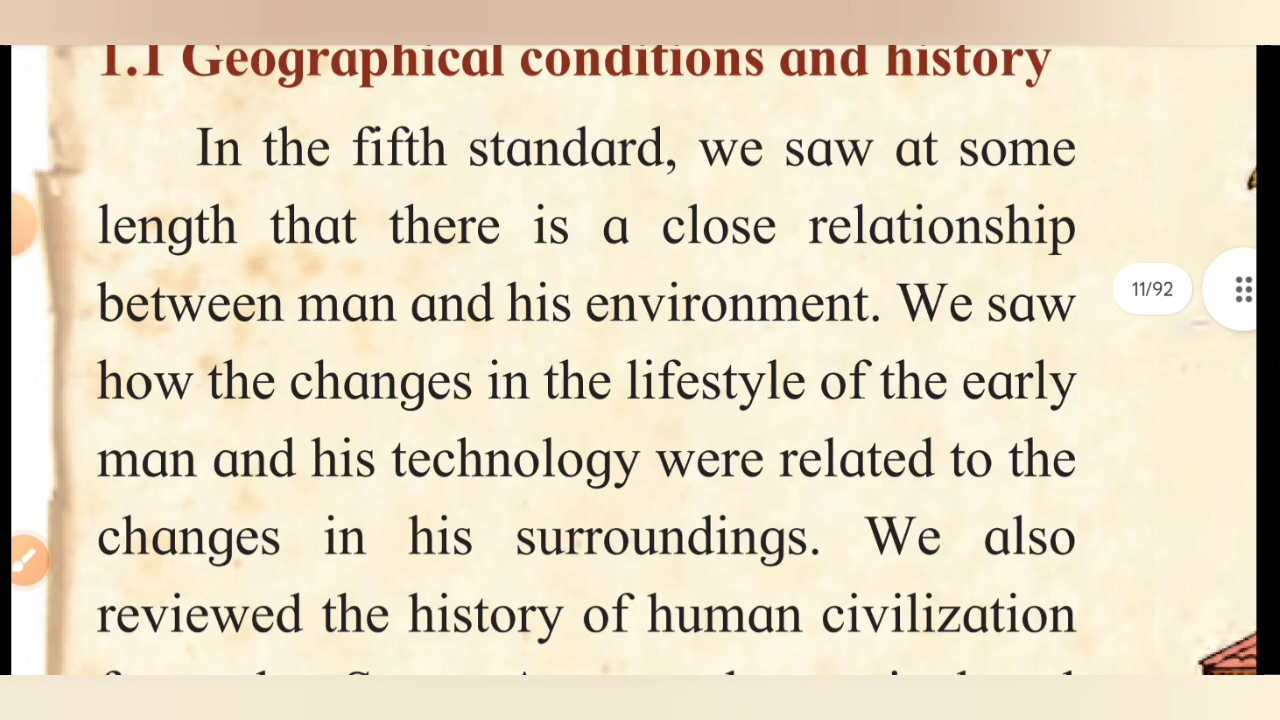 1.1 Geographical conditions and history
In the fifth standard, we saw at some
length that there is a close relationship
between man and his environment. We saw
how the changes in the lifestyle of the early
man and his technology were related to the
changes in his surroundings. We also
reviewed the history of human civilization
11/92